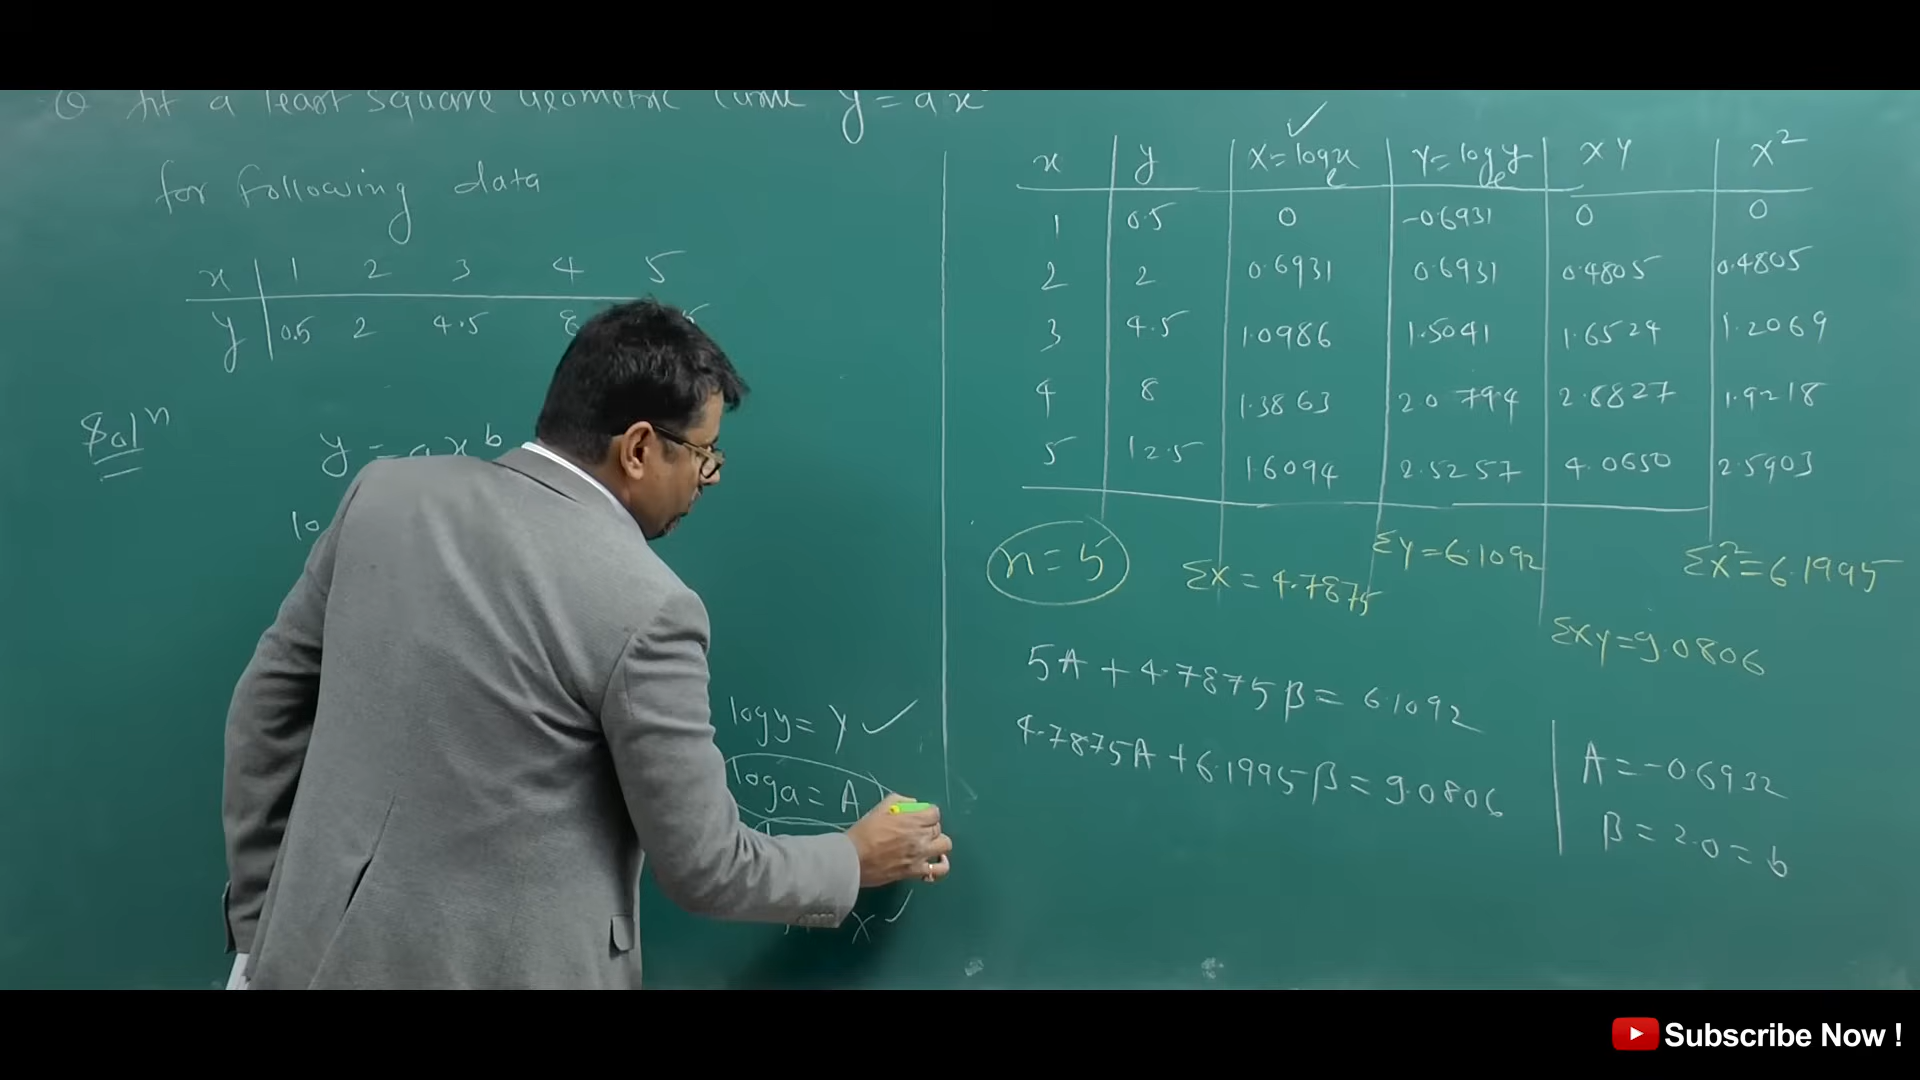 Q fit a least square Geometric Curve y = ax
for following data
x 1 2 3 4 5
y 0.5 2 4.5 8
Solⁿ
y = ax^b
lo
log y = Y ✓
log a = A
X ✓
x y X = logₑx ✓ Y = logₑy XY X²
1 0.5 0 -0.6931 0 0
2 2 0.6931 0.6931 0.4805 0.4805
3 4.5 1.0986 1.5041 1.6524 1.2069
4 8 1.3863 2.0794 2.8827 1.9218
5 12.5 1.6094 2.5257 4.0650 2.5903
n = 5 ΣX = 4.7875 ΣY = 6.1092 ΣX² = 6.1995
ΣXY = 9.0806
5A + 4.7875B = 6.1092
4.7875A + 6.1995B = 9.0806
A = -0.6932
B = 2.0 = b
Subscribe Now !